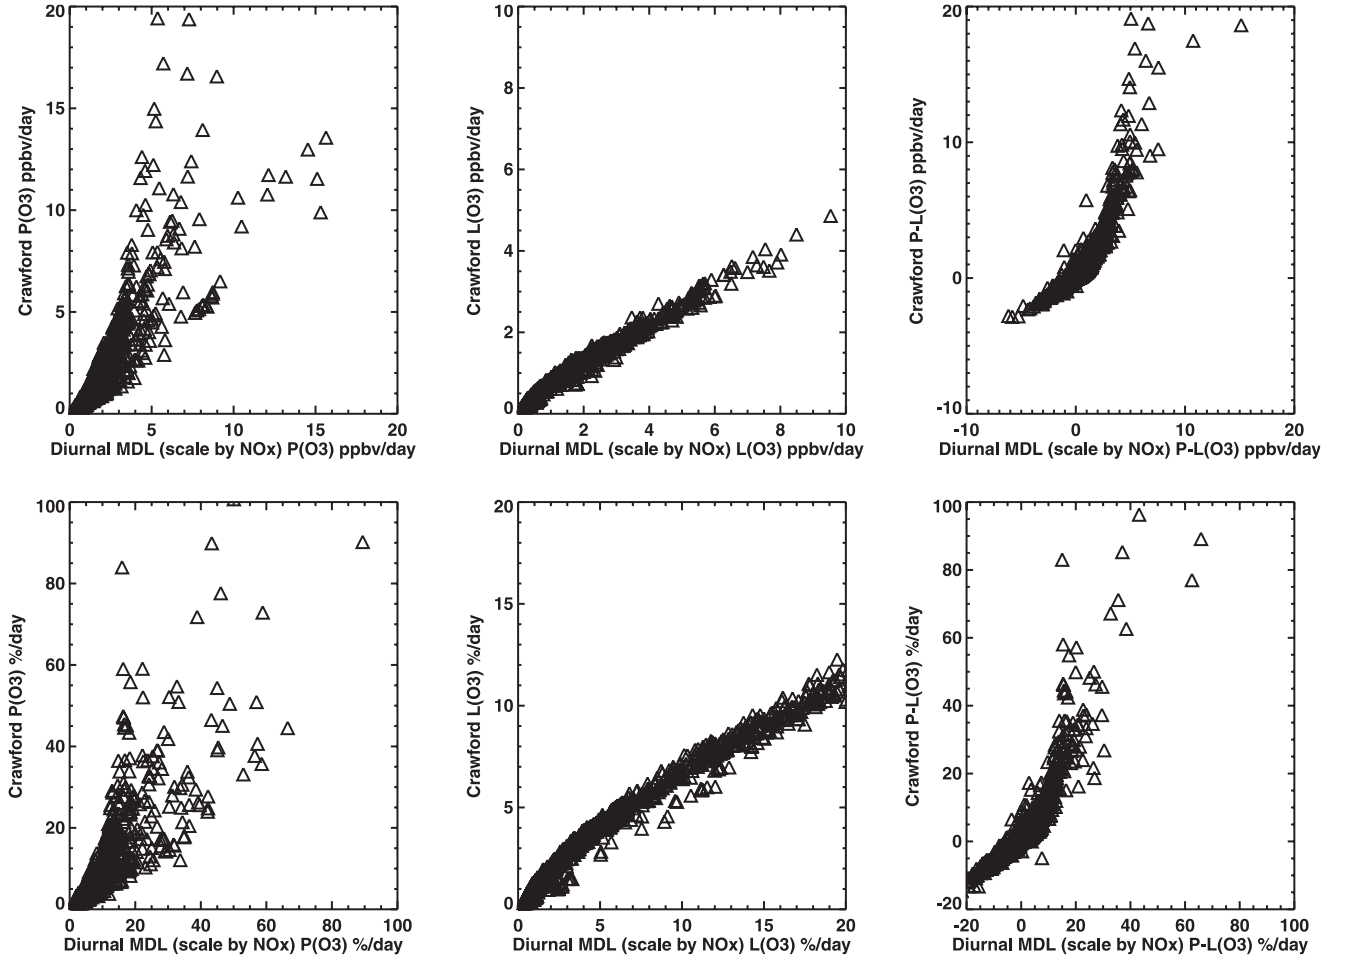 Crawford P(O3) ppbv/day
20
15
10
5
0
0 5 10 15 20
Diurnal MDL (scale by NOx) P(O3) ppbv/day
Crawford L(O3) ppbv/day
10
8
6
4
2
0
0 2 4 6 8 10
Diurnal MDL (scale by NOx) L(O3) ppbv/day
Crawford P-L(O3) ppbv/day
20
10
0
-10
-10 0 10 20
Diurnal MDL (scale by NOx) P-L(O3) ppbv/day
Crawford P(O3) %/day
100
80
60
40
20
0
0 20 40 60 80 100
Diurnal MDL (scale by NOx) P(O3) %/day
Crawford L(O3) %/day
20
15
10
5
0
0 5 10 15 20
Diurnal MDL (scale by NOx) L(O3) %/day
Crawford P-L(O3) %/day
100
80
60
40
20
0
-20
-20 0 20 40 60 80 100
Diurnal MDL (scale by NOx) P-L(O3) %/day